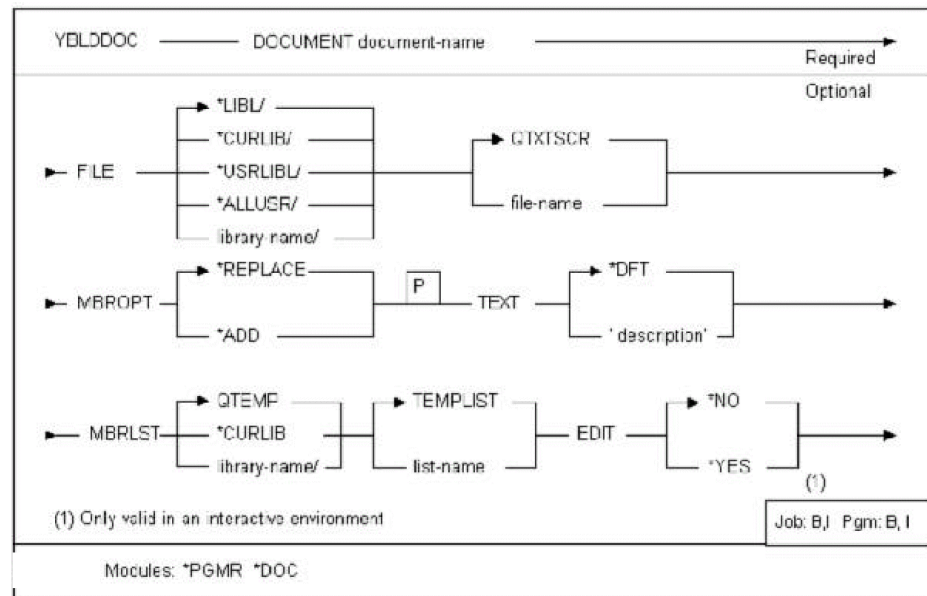 YBLDDOC DOCUMENT document-name
Required
Optional
*LIBL/
*CURLIB/ QTXTSCR
FILE *USRLIBL/
*ALLUSR/ file-name
library-name/
*REPLACE P *DFT
MBROPT TEXT
*ADD 'description'
QTEMP TEMPLIST *NO
MBRLST *CURLIB EDIT
library-name/ list-name *YES
(1)
(1) Only valid in an interactive environment
Job: B,I Pgm: B, I
Modules: *PGMR *DOC